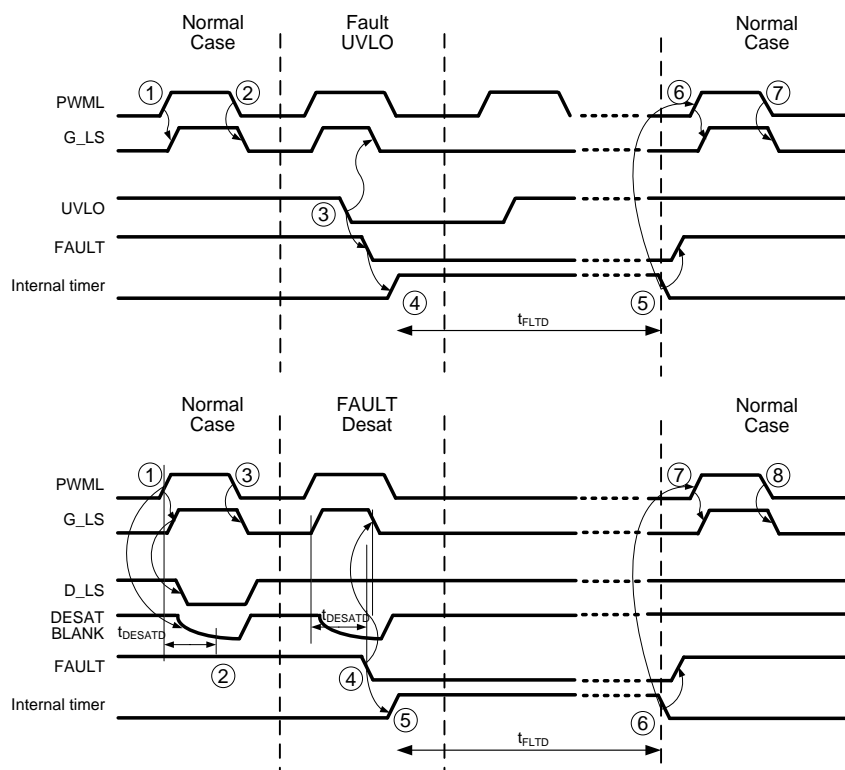 Normal
Case
Fault
UVLO
Normal
Case
PWML
1
2
6
7
G_LS
UVLO
3
FAULT
Internal timer
4
5
tFLTD
Normal
Case
FAULT
Desat
Normal
Case
PWML
1
3
7
8
G_LS
D_LS
DESAT
BLANK
tDESATD
tDESATD
FAULT
2
4
Internal timer
5
6
tFLTD